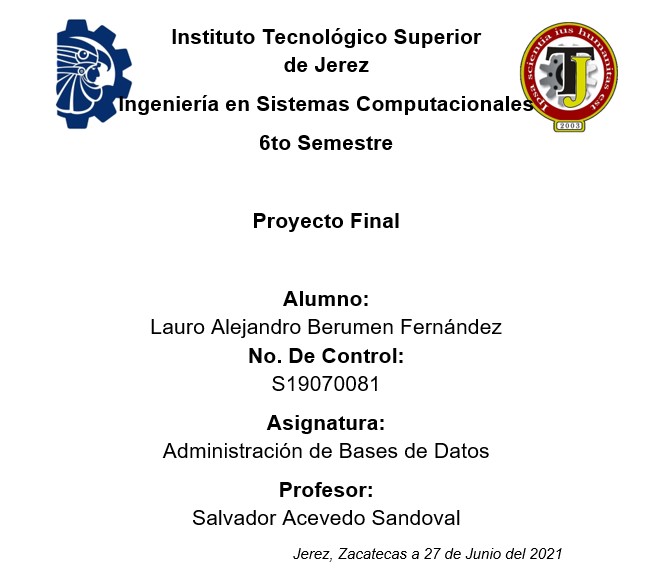 Instituto Tecnológico Superior
de Jerez
Ingeniería en Sistemas Computacionales
6to Semestre
Ipsa scientia ius humanitas est
TJ
2003
Proyecto Final
Alumno:
Lauro Alejandro Berumen Fernández
No. De Control:
S19070081
Asignatura:
Administración de Bases de Datos
Profesor:
Salvador Acevedo Sandoval
Jerez, Zacatecas a 27 de Junio del 2021